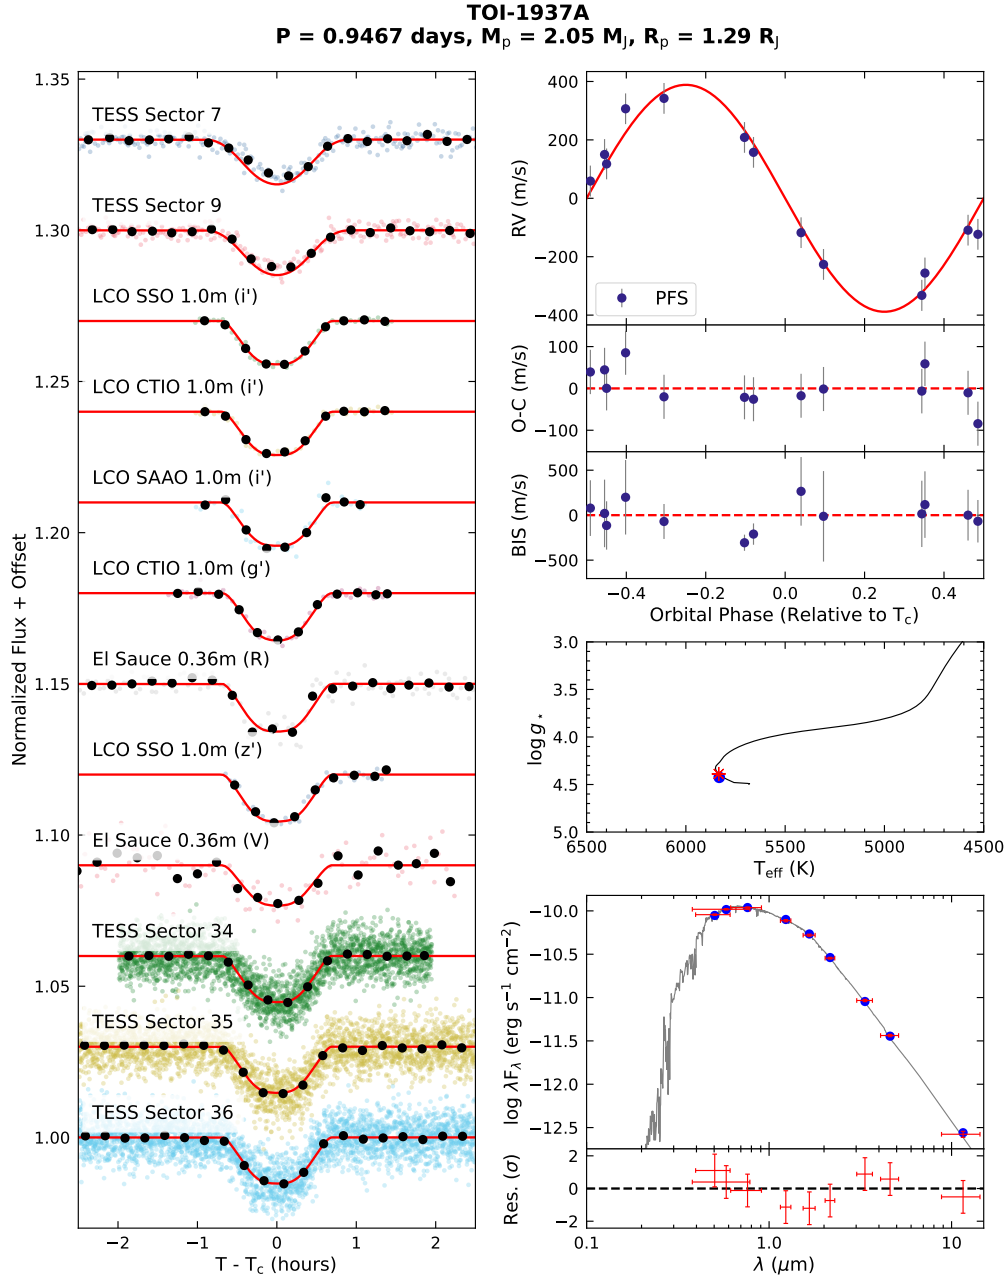 TOI-1937A
P = 0.9467 days, Mp = 2.05 MJ, Rp = 1.29 RJ
1.35
1.30
1.25
1.20
1.15
1.10
1.05
1.00
Normalized Flux + Offset
TESS Sector 7
TESS Sector 9
LCO SSO 1.0m (i')
LCO CTIO 1.0m (i')
LCO SAAO 1.0m (i')
LCO CTIO 1.0m (g')
El Sauce 0.36m (R)
LCO SSO 1.0m (z')
El Sauce 0.36m (V)
TESS Sector 34
TESS Sector 35
TESS Sector 36
−2 −1 0 1 2
T - Tc (hours)
400
200
0
−200
−400
RV (m/s)
PFS
100
0
−100
O-C (m/s)
500
0
−500
BIS (m/s)
−0.4 −0.2 0.0 0.2 0.4
Orbital Phase (Relative to Tc)
3.0
3.5
4.0
4.5
5.0
log g⋆
6500 6000 5500 5000 4500
Teff (K)
−10.0
−10.5
−11.0
−11.5
−12.0
−12.5
log λFλ (erg s−1 cm−2)
2
0
−2
Res. (σ)
0.1 1.0 10.0
λ (μm)